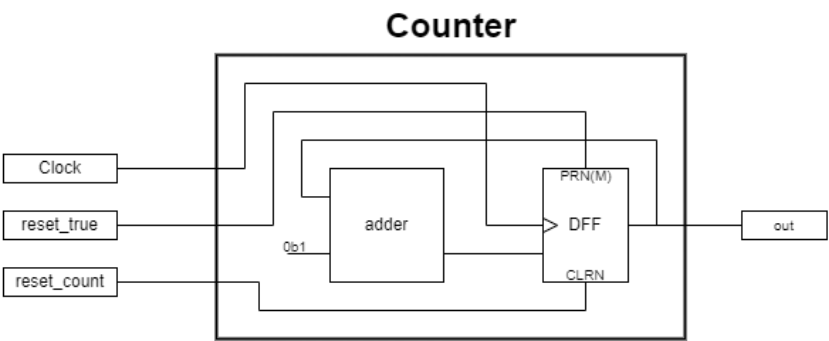 Counter
Clock
PRN(M)
reset_true
adder
DFF
out
0b1
reset_count
CLRN